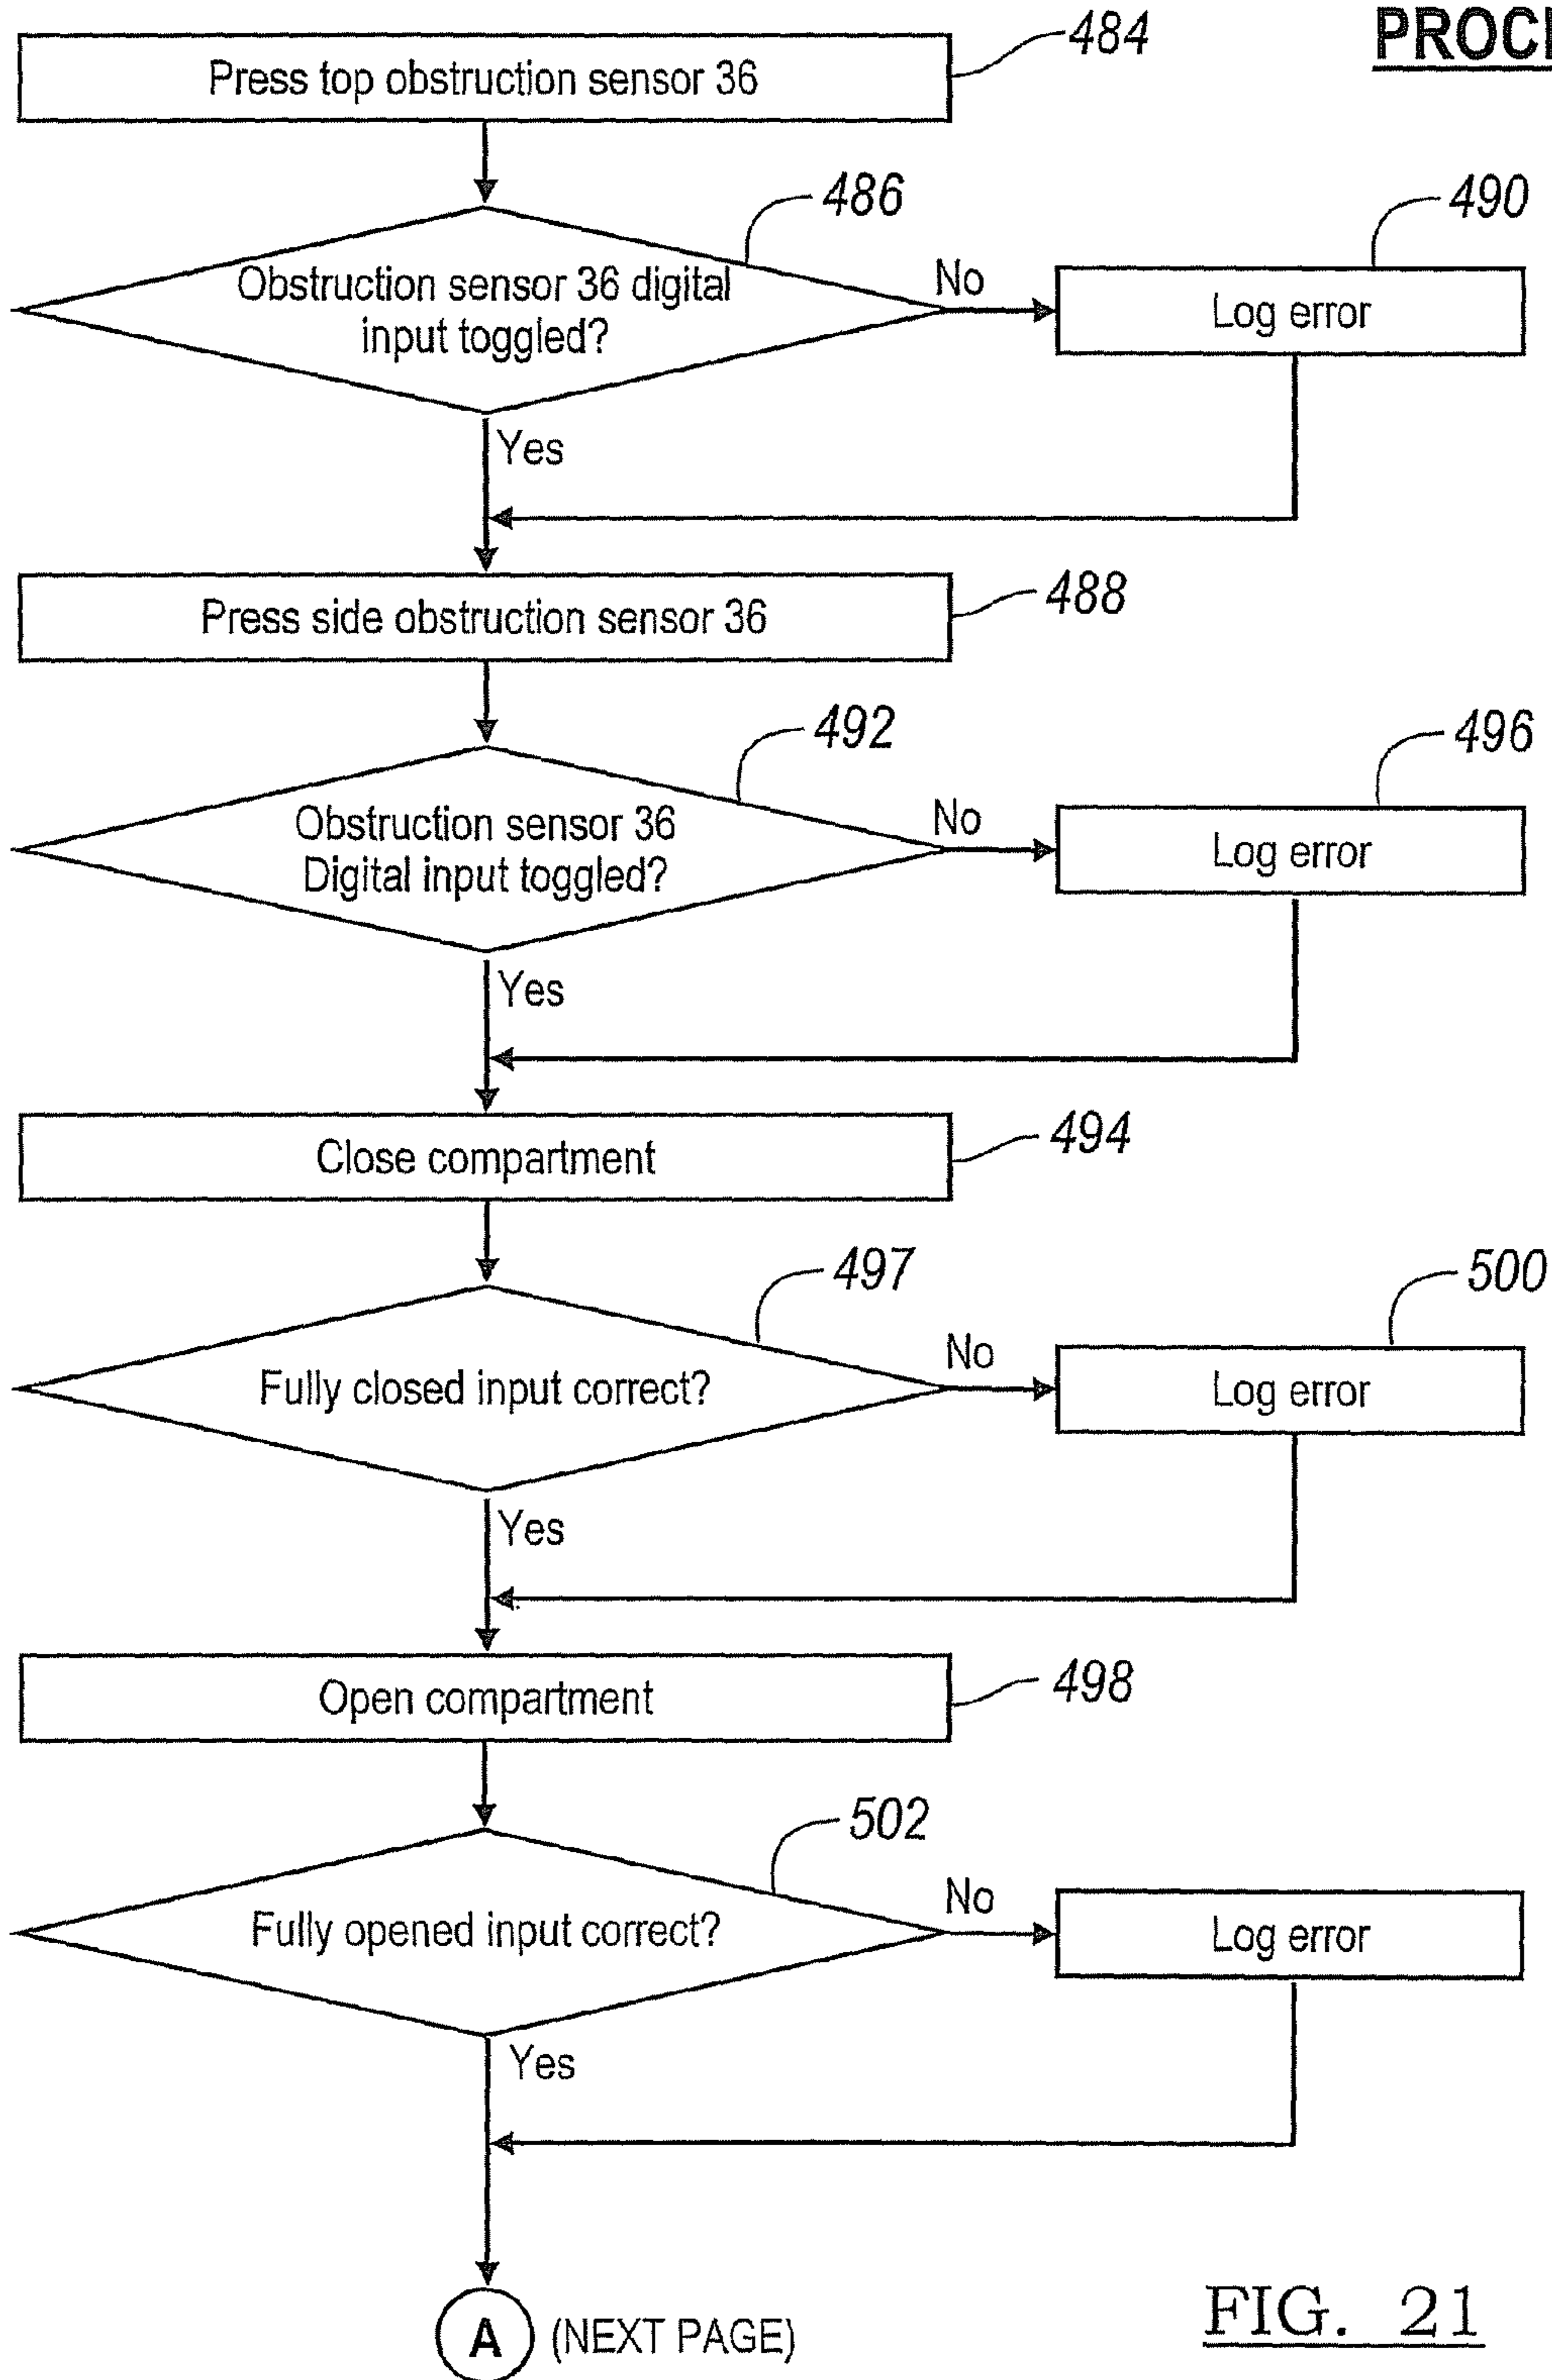 PROCI
Press top obstruction sensor 36
484
486
Obstruction sensor 36 digital
input toggled?
No
490
Log error
Yes
Press side obstruction sensor 36
488
492
Obstruction sensor 36
Digital input toggled?
No
496
Log error
Yes
Close compartment
494
497
Fully closed input correct?
No
500
Log error
Yes
Open compartment
498
502
Fully opened input correct?
No
Log error
Yes
A (NEXT PAGE)
FIG. 21